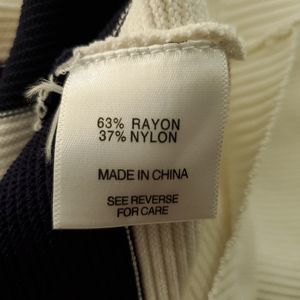 63% RAYON
37% NYLON
MADE IN CHINA
SEE REVERSE
FOR CARE